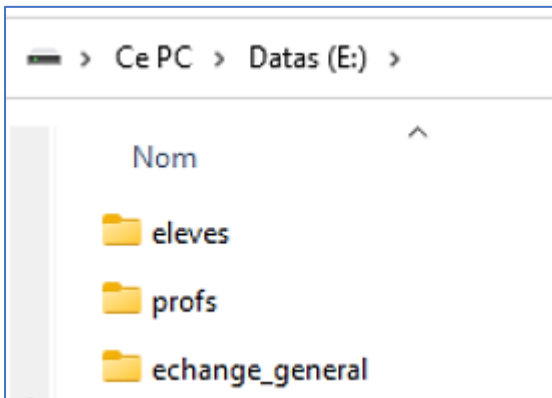 > Ce PC > Datas (E:) >
Nom
eleves
profs
echange_general